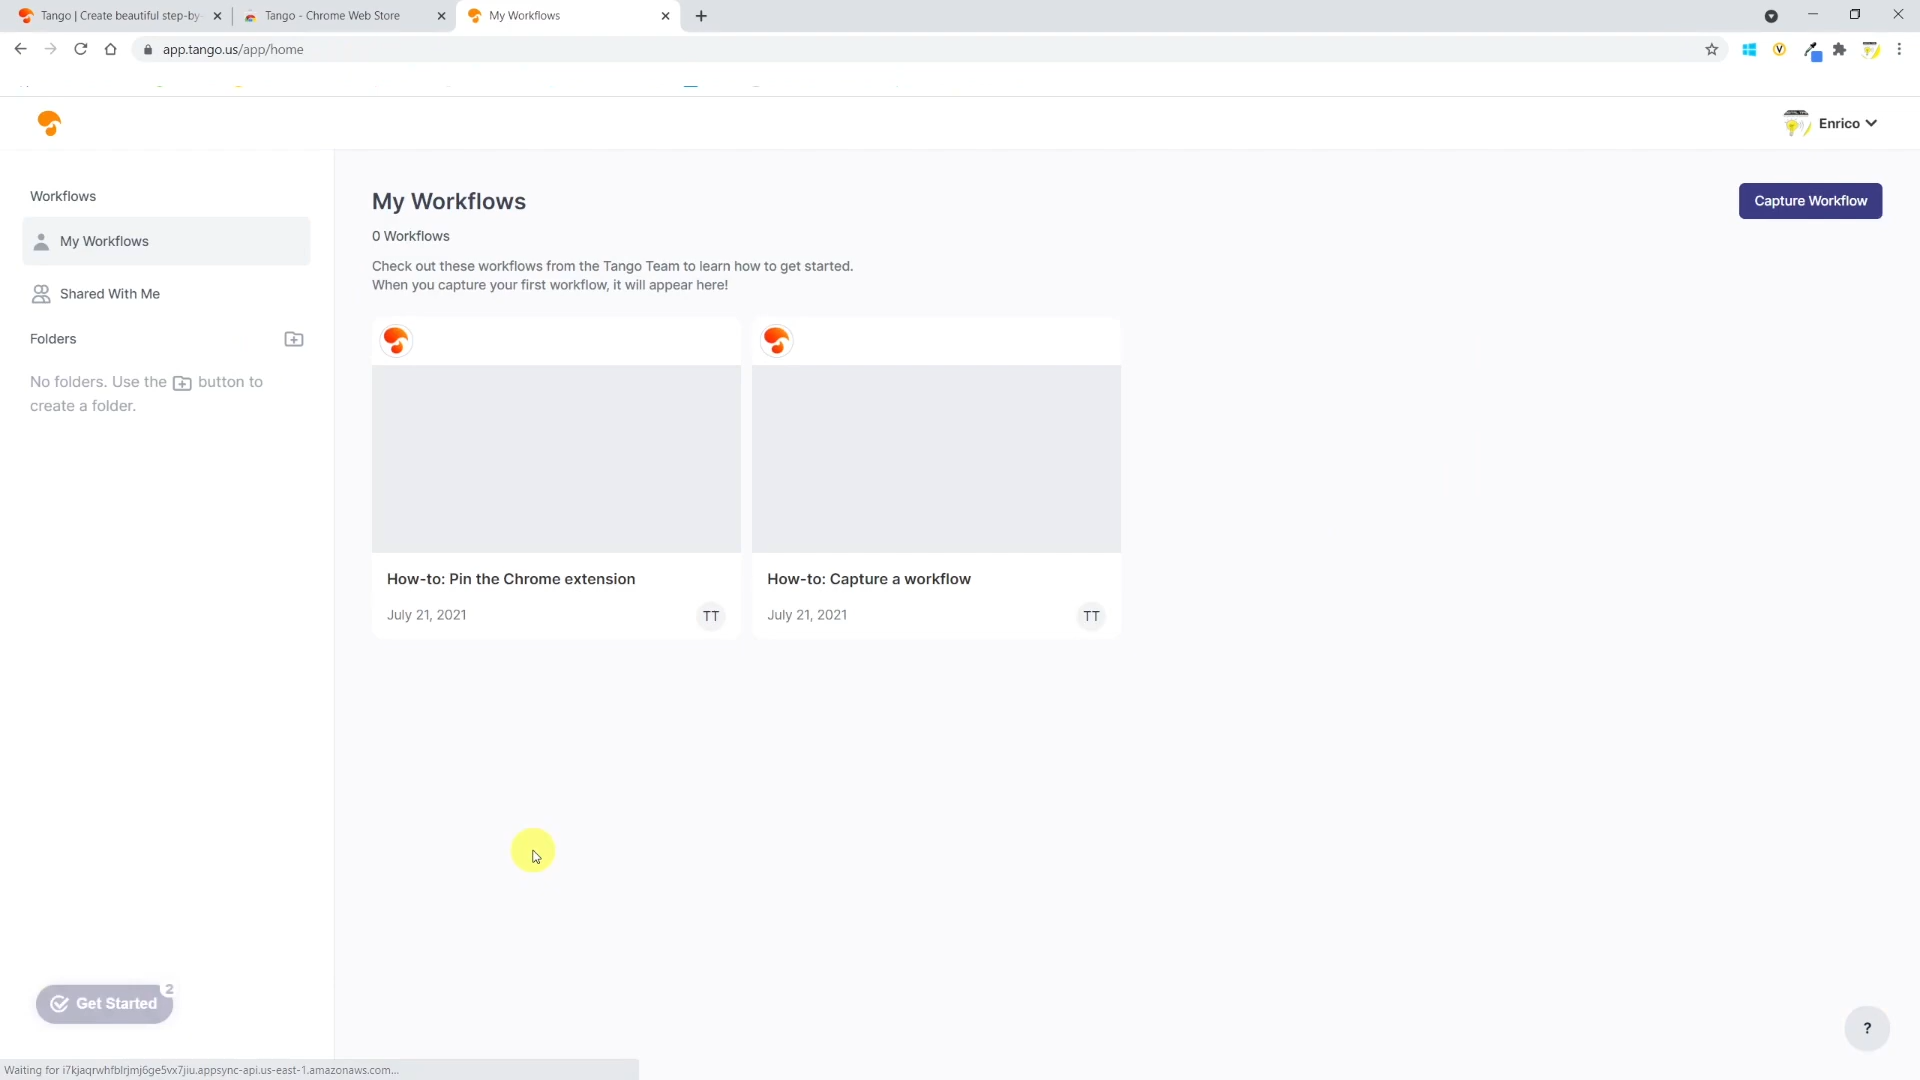 Tango | Create beautiful step-by-
Tango - Chrome Web Store
My Workflows
app.tango.us/app/home
Enrico
Workflows
My Workflows
Shared With Me
Folders
No folders. Use the button to
create a folder.
My Workflows
Capture Workflow
0 Workflows
Check out these workflows from the Tango Team to learn how to get started.
When you capture your first workflow, it will appear here!
How-to: Pin the Chrome extension
July 21, 2021
TT
How-to: Capture a workflow
July 21, 2021
TT
Get Started
2
?
Waiting for i7kjaqrwhfblrjmj6ge5vx7jiu.appsync-api.us-east-1.amazonaws.com...